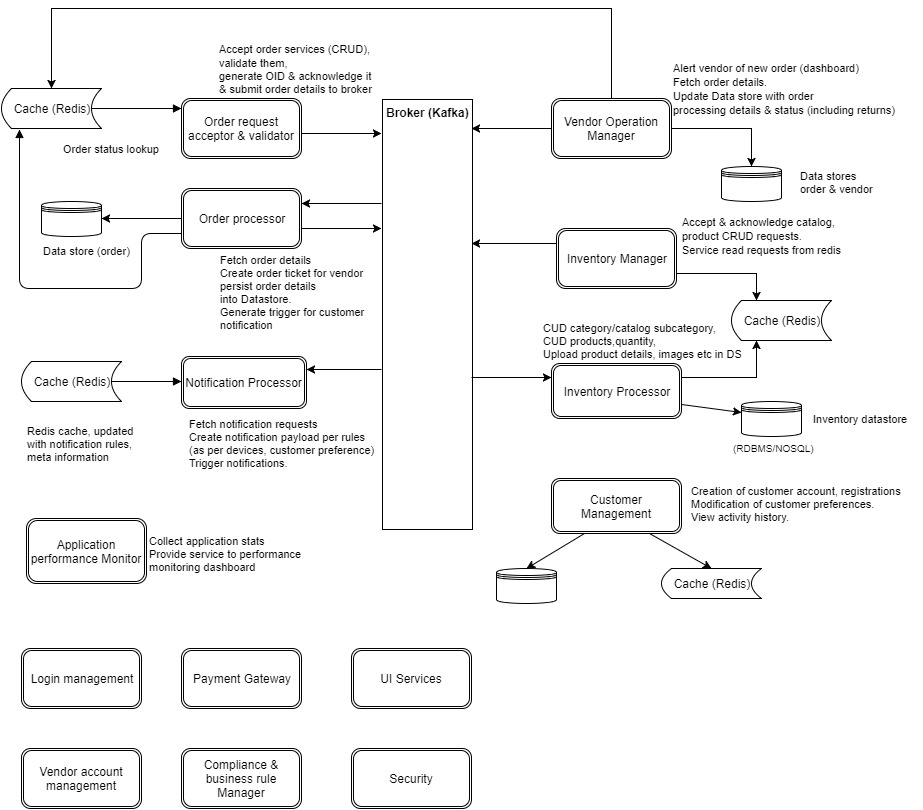 Accept order services (CRUD),
validate them,
generate OID & acknowledge it
& submit order details to broker
Cache (Redis)
Order request
acceptor & validator
Order status lookup
Broker (Kafka)
Vendor Operation
Manager
Alert vendor of new order (dashboard)
Fetch order details.
Update Data store with order
processing details & status (including returns)
Data stores
order & vendor
Order processor
Data store (order)
Fetch order details
Create order ticket for vendor
persist order details
into Datastore.
Generate trigger for customer
notification
Inventory Manager
Accept & acknowledge catalog,
product CRUD requests.
Service read requests from redis
Cache (Redis)
CUD category/catalog subcategory,
CUD products,quantity,
Upload product details, images etc in DS
Inventory Processor
Inventory datastore
(RDBMS/NOSQL)
Cache (Redis)
Notification Processor
Redis cache, updated
with notification rules,
meta information
Fetch notification requests
Create notification payload per rules
(as per devices, customer preference)
Trigger notifications.
Customer
Management
Creation of customer account, registrations
Modification of customer preferences.
View activity history.
Cache (Redis)
Application
performance Monitor
Collect application stats
Provide service to performance
monitoring dashboard
Login management
Payment Gateway
UI Services
Vendor account
management
Compliance &
business rule
Manager
Security